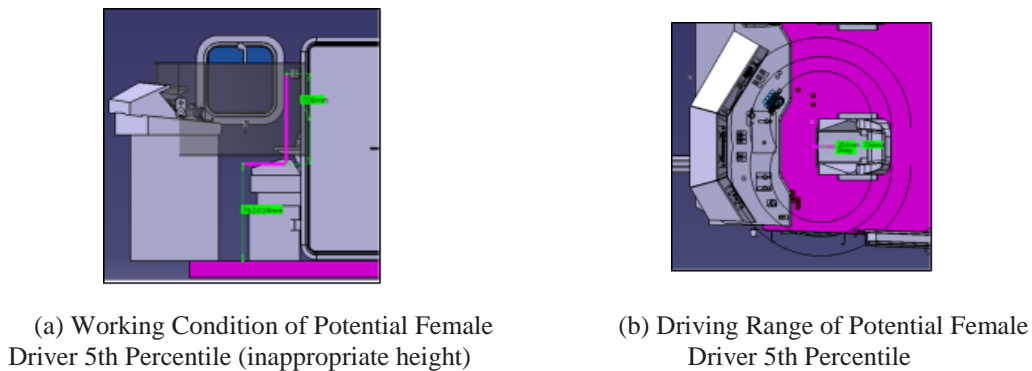 (a) Working Condition of Potential Female
Driver 5th Percentile (inappropriate height)
(b) Driving Range of Potential Female
Driver 5th Percentile